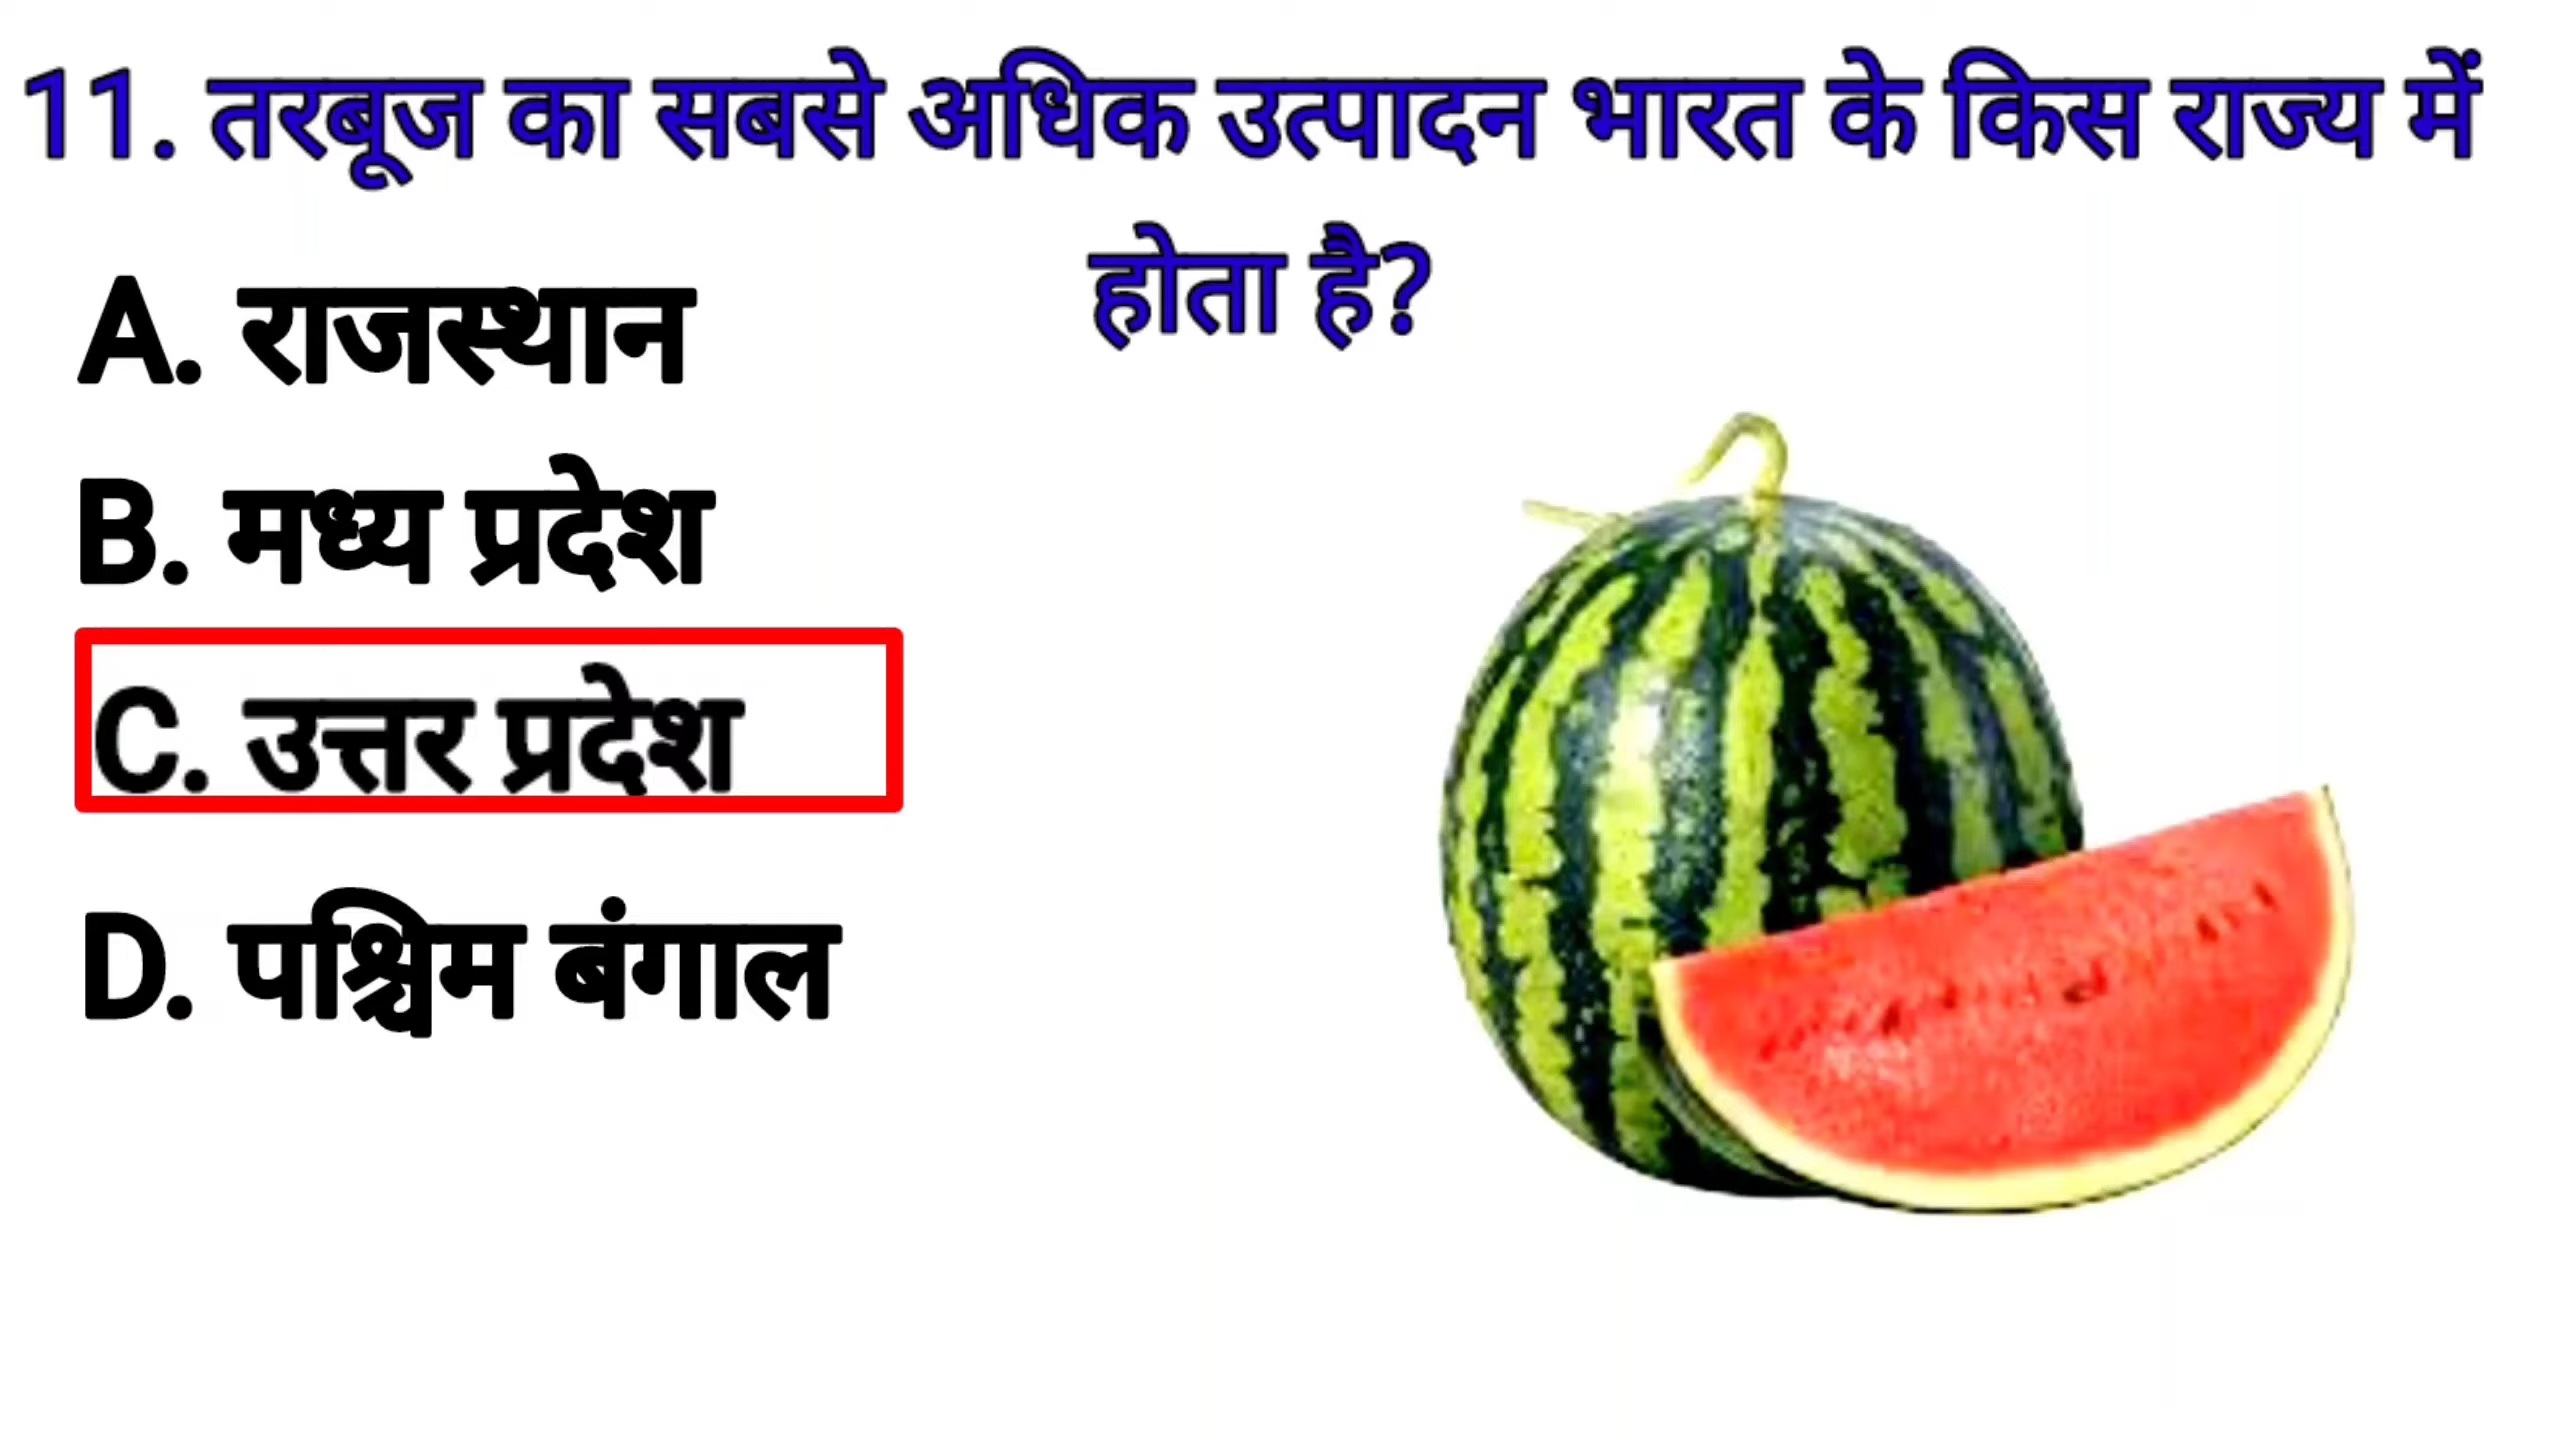 11. तरबूज का सबसे अधिक उत्पादन भारत के किस राज्य में
होता है?
A. राजस्थान
B. मध्य प्रदेश
C. उत्तर प्रदेश
D. पश्चिम बंगाल